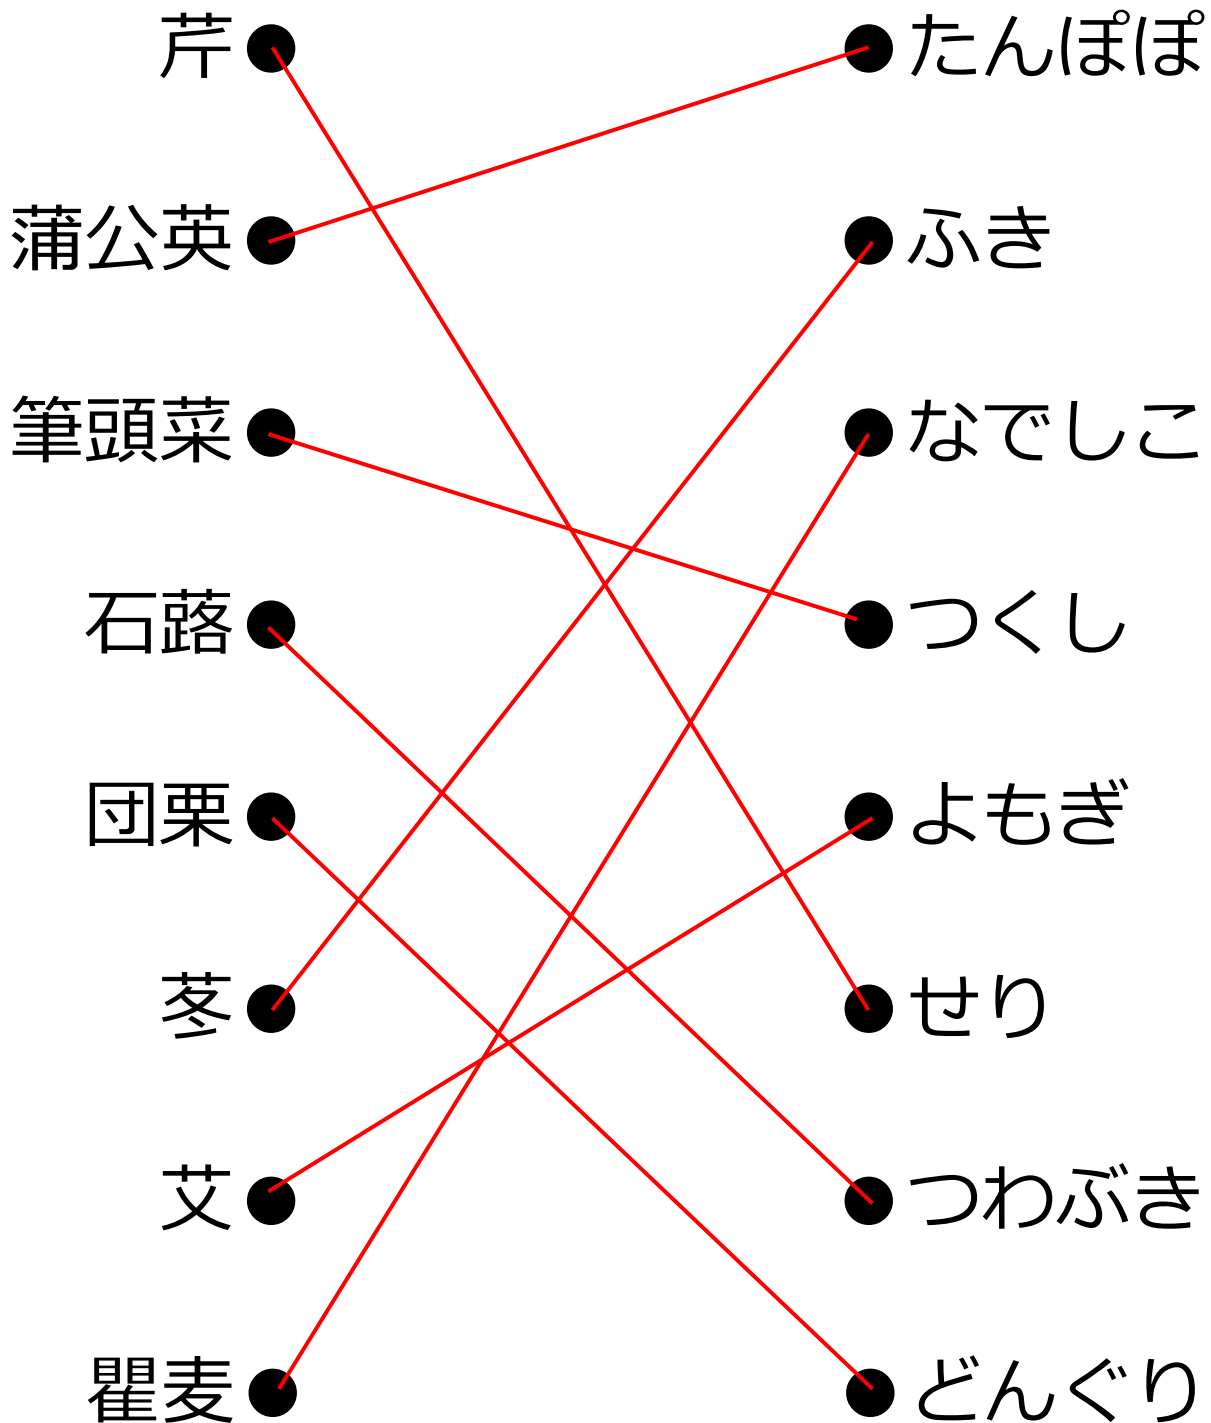 芹 たんぽぽ
蒲公英 ふき
筆頭菜 なでしこ
石蕗 つくし
団栗 よもぎ
苳 せり
艾 つわぶき
瞿麦 どんぐり